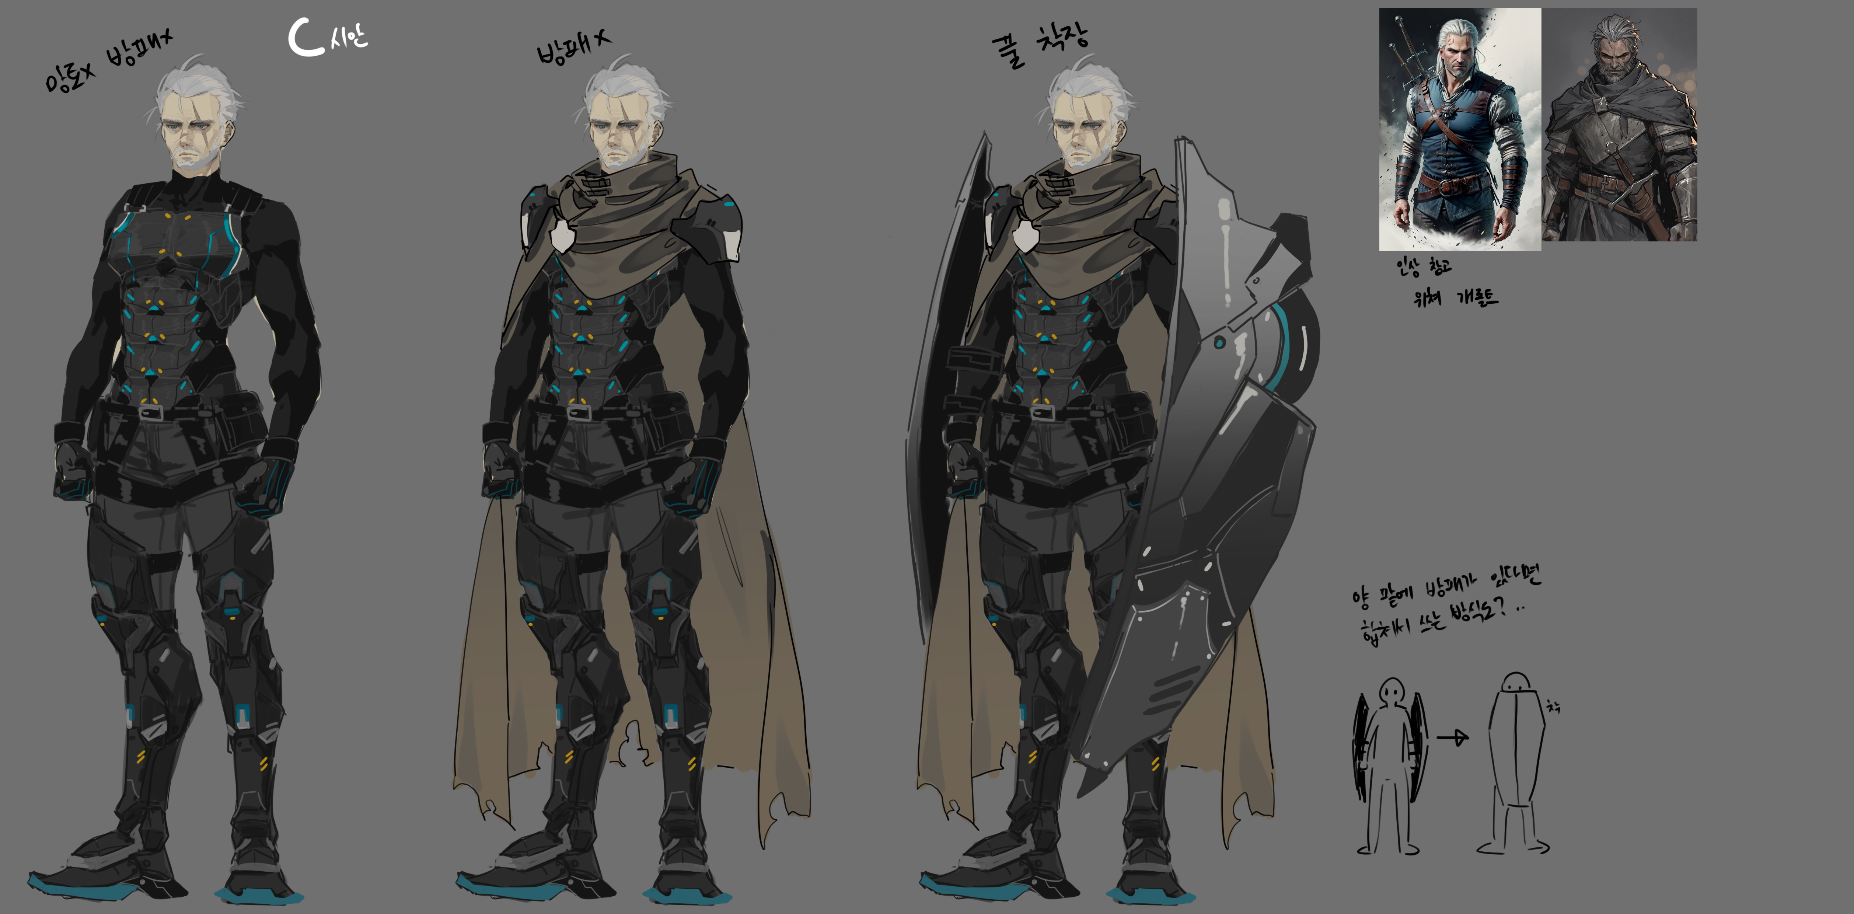 C 시안
망토x 방패x
방패 x
풀 착장
인상 참고
위쳐 게롤트
양 팔에 방패가 있다면
합쳐서 쓰는 방식도?..
착